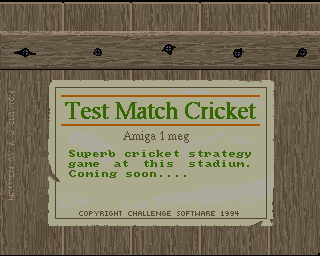 Test Match Cricket
Amiga 1 meg
Superb cricket strategy
game at this stadium.
Coming soon....
COPYRIGHT CHALLENGE SOFTWARE 1994